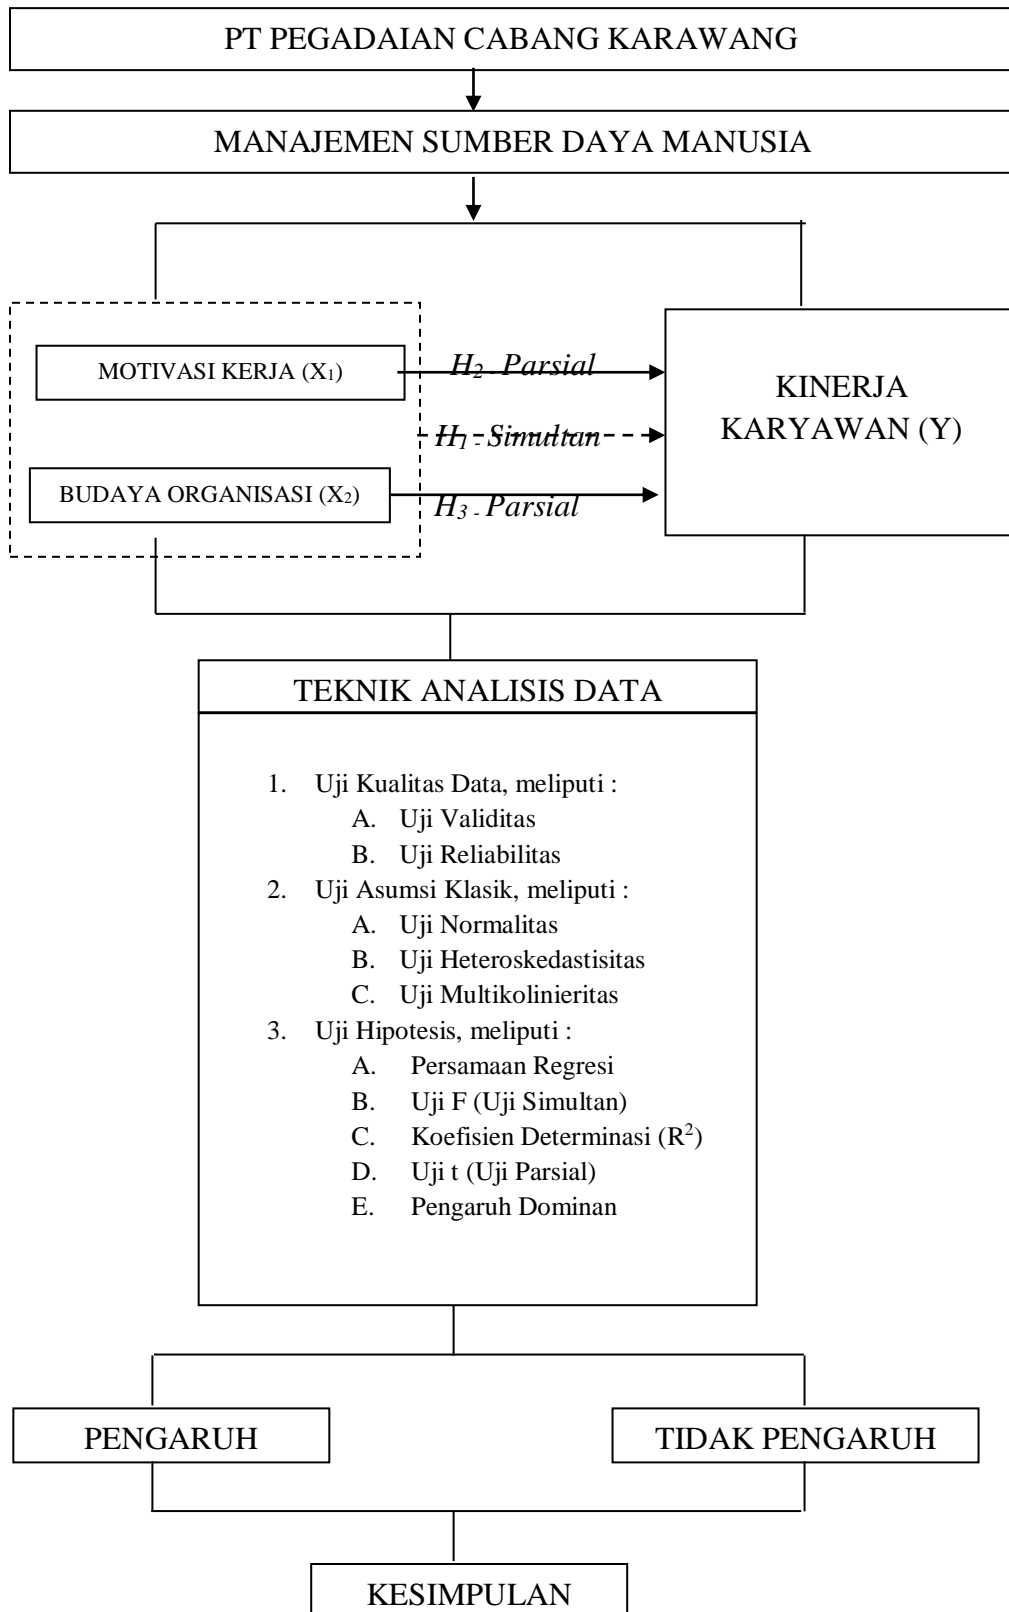 PT PEGADAIAN CABANG KARAWANG
MANAJEMEN SUMBER DAYA MANUSIA
MOTIVASI KERJA (X₁)
H₂ - Parsial
KINERJA
KARYAWAN (Y)
H₁ - Simultan
BUDAYA ORGANISASI (X₂)
H₃ - Parsial
TEKNIK ANALISIS DATA
1. Uji Kualitas Data, meliputi :
A. Uji Validitas
B. Uji Reliabilitas
2. Uji Asumsi Klasik, meliputi :
A. Uji Normalitas
B. Uji Heteroskedastisitas
C. Uji Multikolinieritas
3. Uji Hipotesis, meliputi :
A. Persamaan Regresi
B. Uji F (Uji Simultan)
C. Koefisien Determinasi (R²)
D. Uji t (Uji Parsial)
E. Pengaruh Dominan
PENGARUH
TIDAK PENGARUH
KESIMPULAN